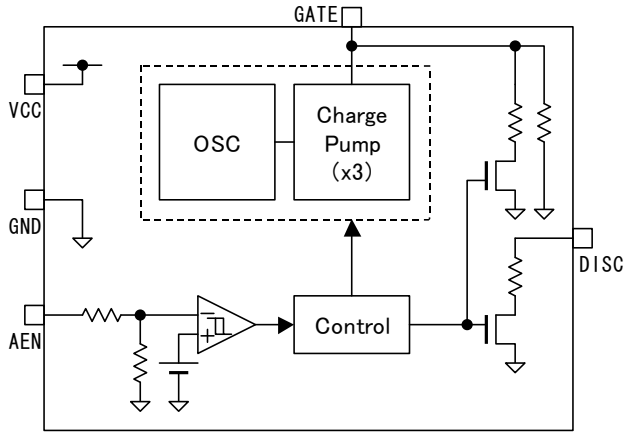 GATE
VCC
OSC
Charge
Pump
(x3)
GND
DISC
AEN
Control